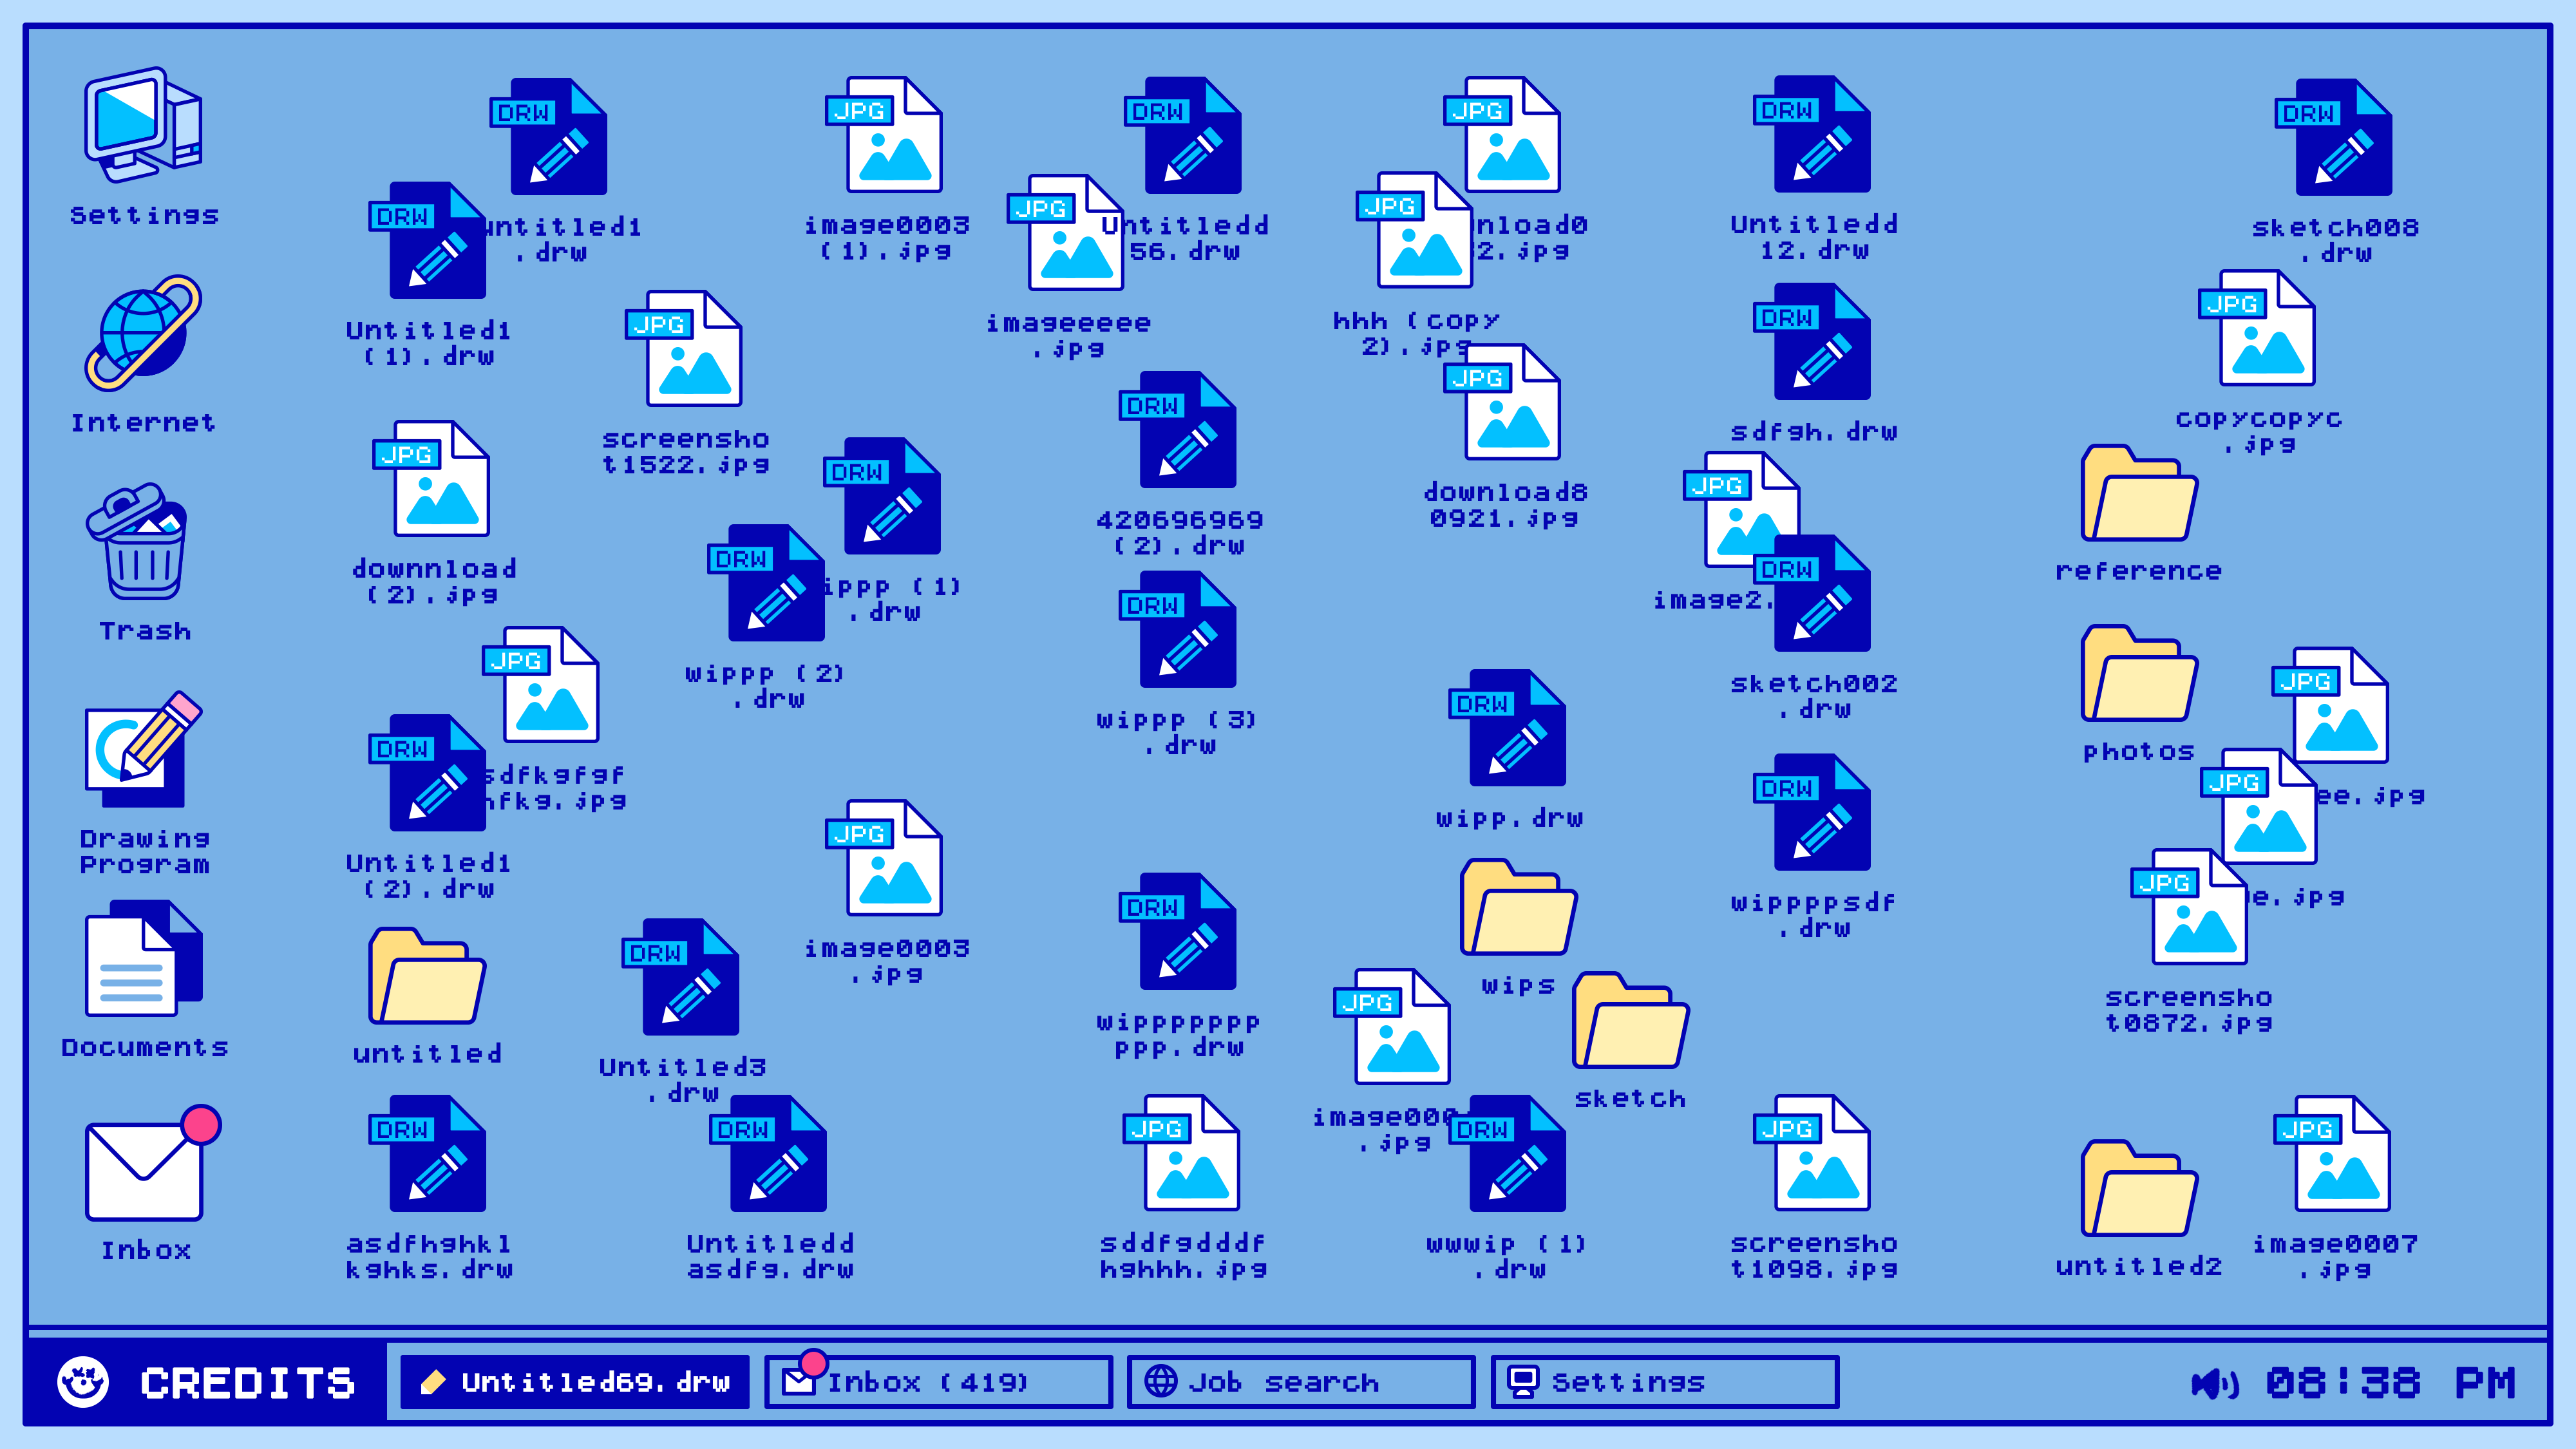 Settings
Internet
Trash
Drawing
Program
Documents
Inbox
DRW
untitled1
.drw
DRW
Untitled1
(1).drw
JPG
downnload
(2).jpg
JPG
sdfkgfgf
hfkg.jpg
DRW
Untitled1
(2).drw
untitled
DRW
asdfhghkl
kghks.drw
JPG
screensho
t1522.jpg
JPG
image0003
(1).jpg
DRW
ippp (1)
.drw
DRW
wippp (2)
.drw
JPG
image0003
.jpg
DRW
Untitled3
.drw
DRW
Untitledd
asdfg.drw
DRW
Untitledd
56.drw
JPG
imageeeee
.jpg
DRW
420696969
(2).drw
DRW
wippp (3)
.drw
DRW
wippppppp
ppp.drw
JPG
sddfgdddf
hghhh.jpg
JPG
nload0
2.jpg
JPG
hhh (copy
2).jpg
JPG
download8
0921.jpg
DRW
wipp.drw
wips
sketch
JPG
image000
.jpg
DRW
wwwip (1)
.drw
DRW
Untitledd
12.drw
DRW
sdfgh.drw
JPG
image2.
DRW
sketch002
.drw
DRW
wippppsdf
.drw
JPG
screensho
t1098.jpg
DRW
sketch008
.drw
JPG
copycopyc
.jpg
reference
photos
JPG
ee.jpg
JPG
e.jpg
JPG
screensho
t0872.jpg
untitled2
JPG
image0007
.jpg
CREDITS
Untitled69.drw
Inbox (419)
Job search
Settings
08:38 PM